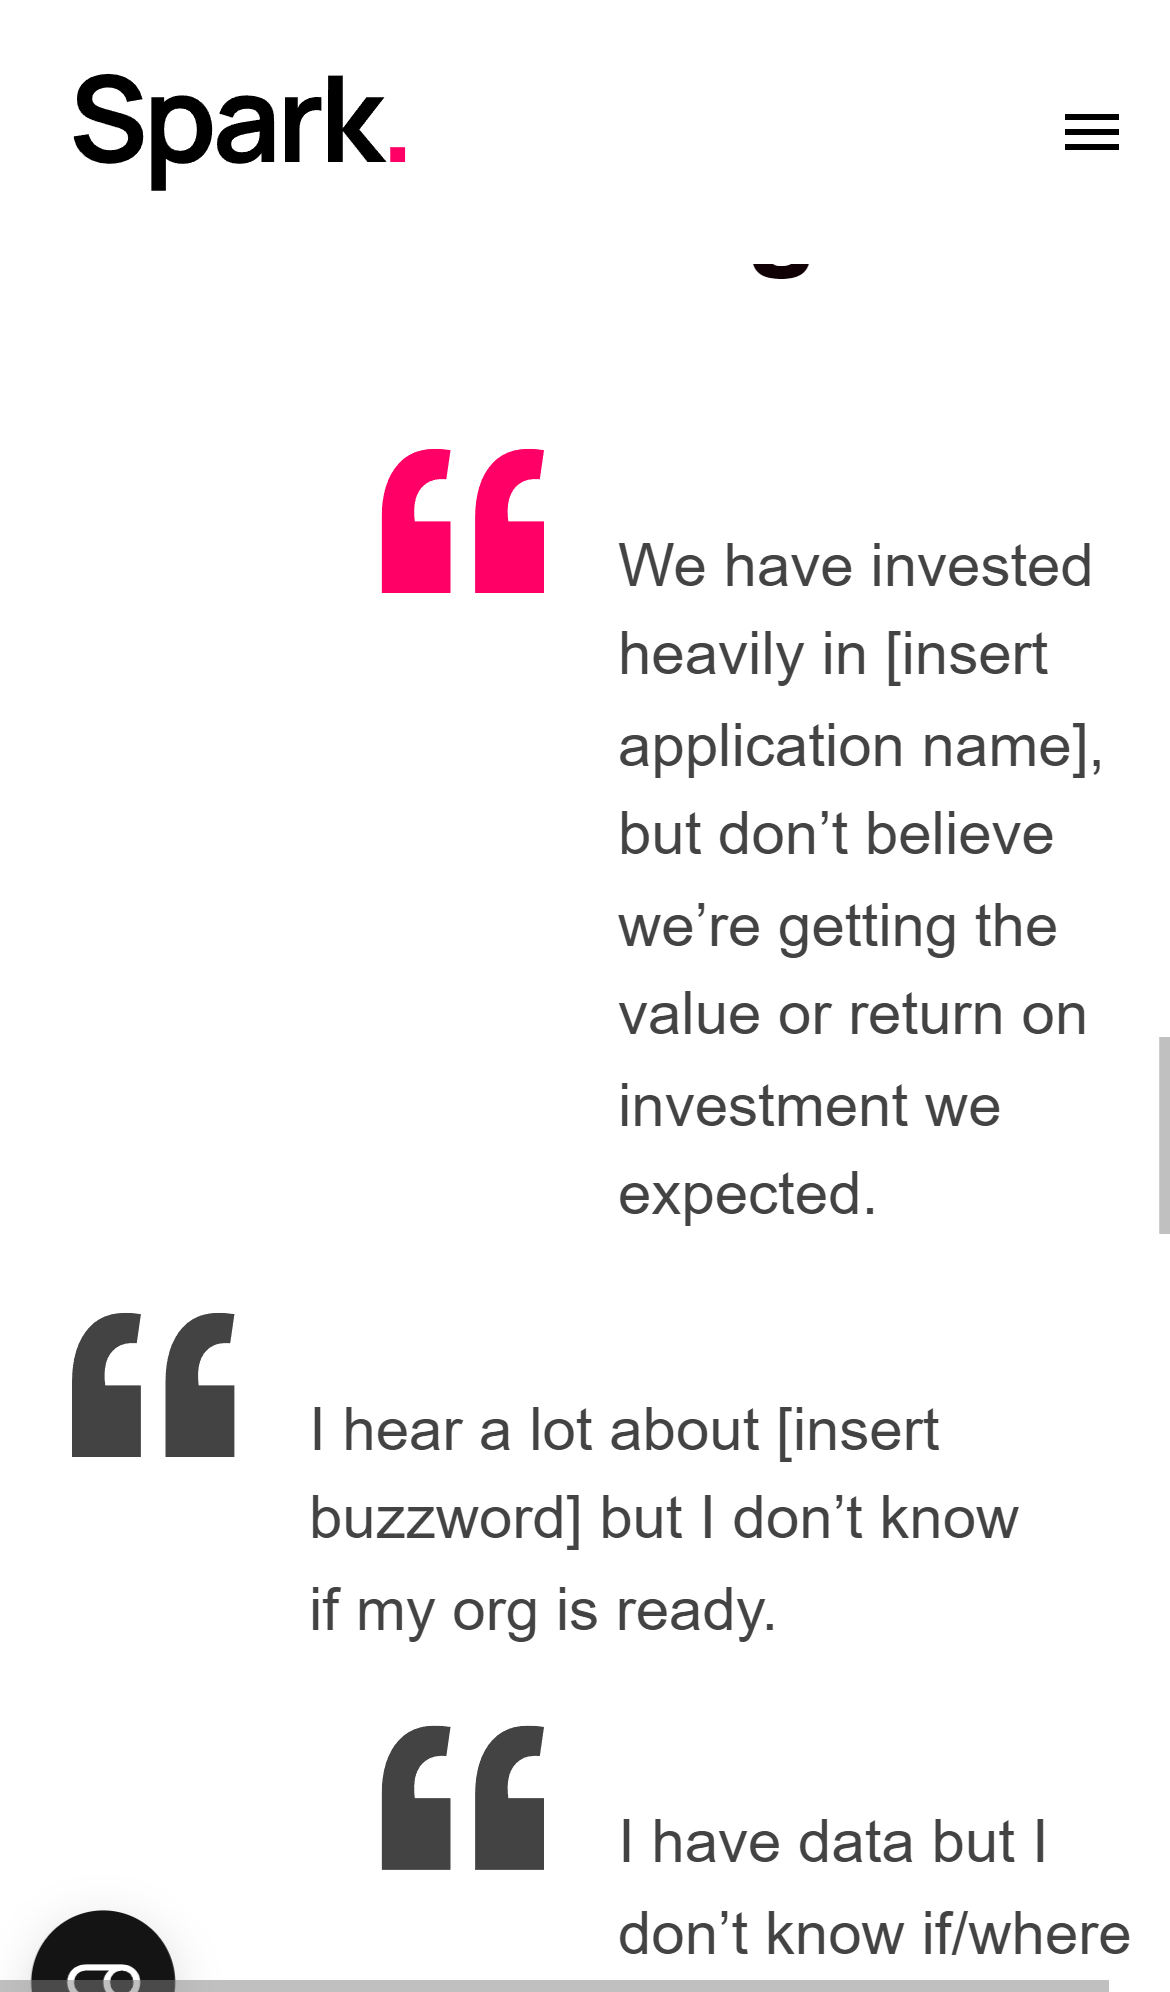 Spark.
We have invested
heavily in [insert
application name],
but don’t believe
we’re getting the
value or return on
investment we
expected.
I hear a lot about [insert
buzzword] but I don’t know
if my org is ready.
I have data but I
don’t know if/where